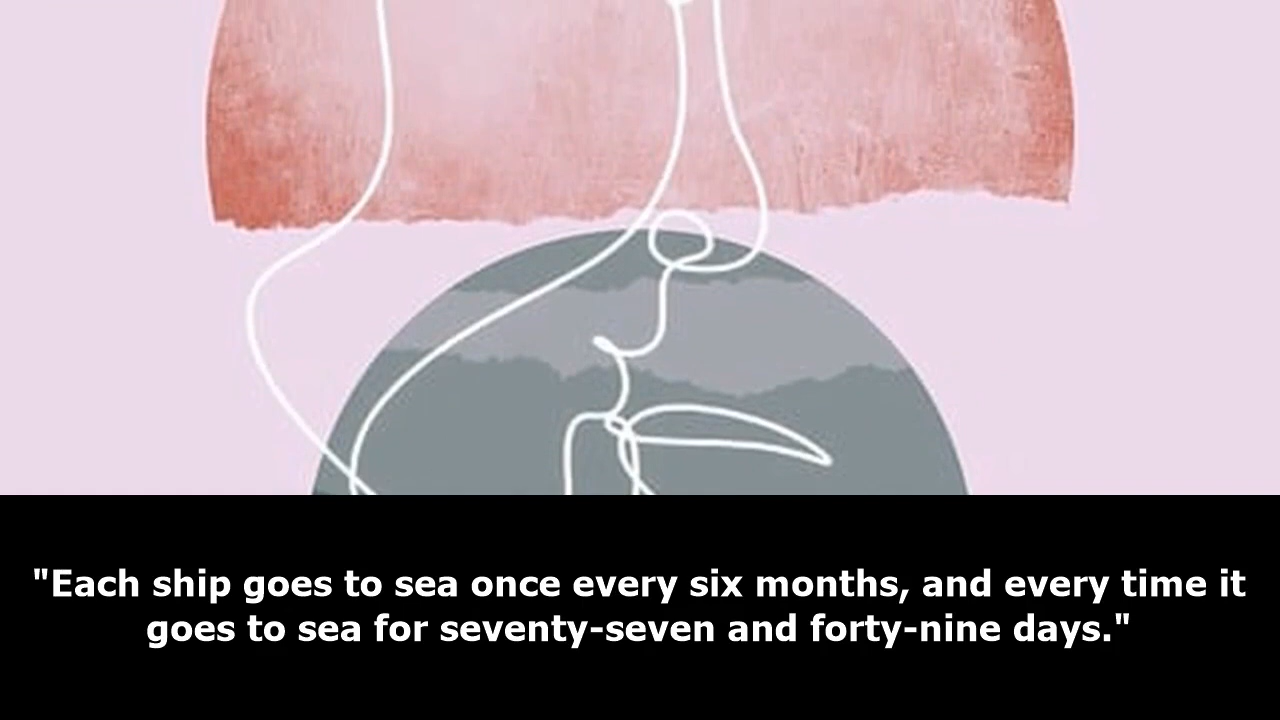 "Each ship goes to sea once every six months, and every time it
goes to sea for seventy-seven and forty-nine days."